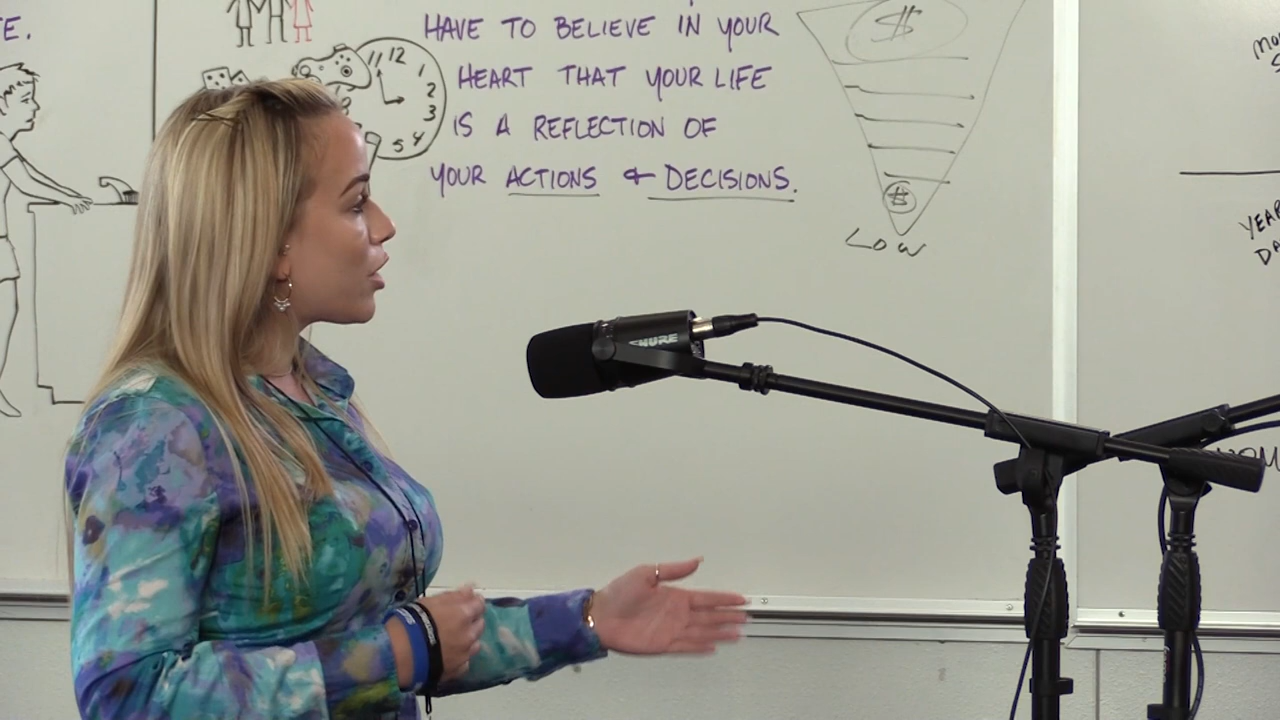 E.
HAVE TO BELIEVE IN YOUR
HEART THAT YOUR LIFE
IS A REFLECTION OF
YOUR ACTIONS & DECISIONS.
11 12 1
2
3
4
5
$
$
LOW
SHURE
YEAR